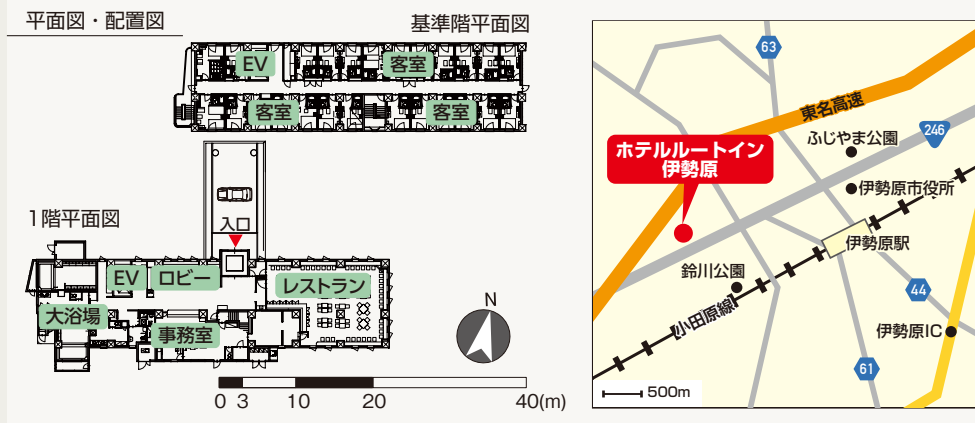 平面図・配置図
基準階平面図
EV
客室
客室
客室
1階平面図
入口
EV
ロビー
レストラン
大浴場
事務室
N
0 3 10 20 40(m)
63
東名高速
246
ふじやま公園
ホテルルートイン
伊勢原
伊勢原市役所
伊勢原駅
鈴川公園
44
小田原線
伊勢原IC
61
500m